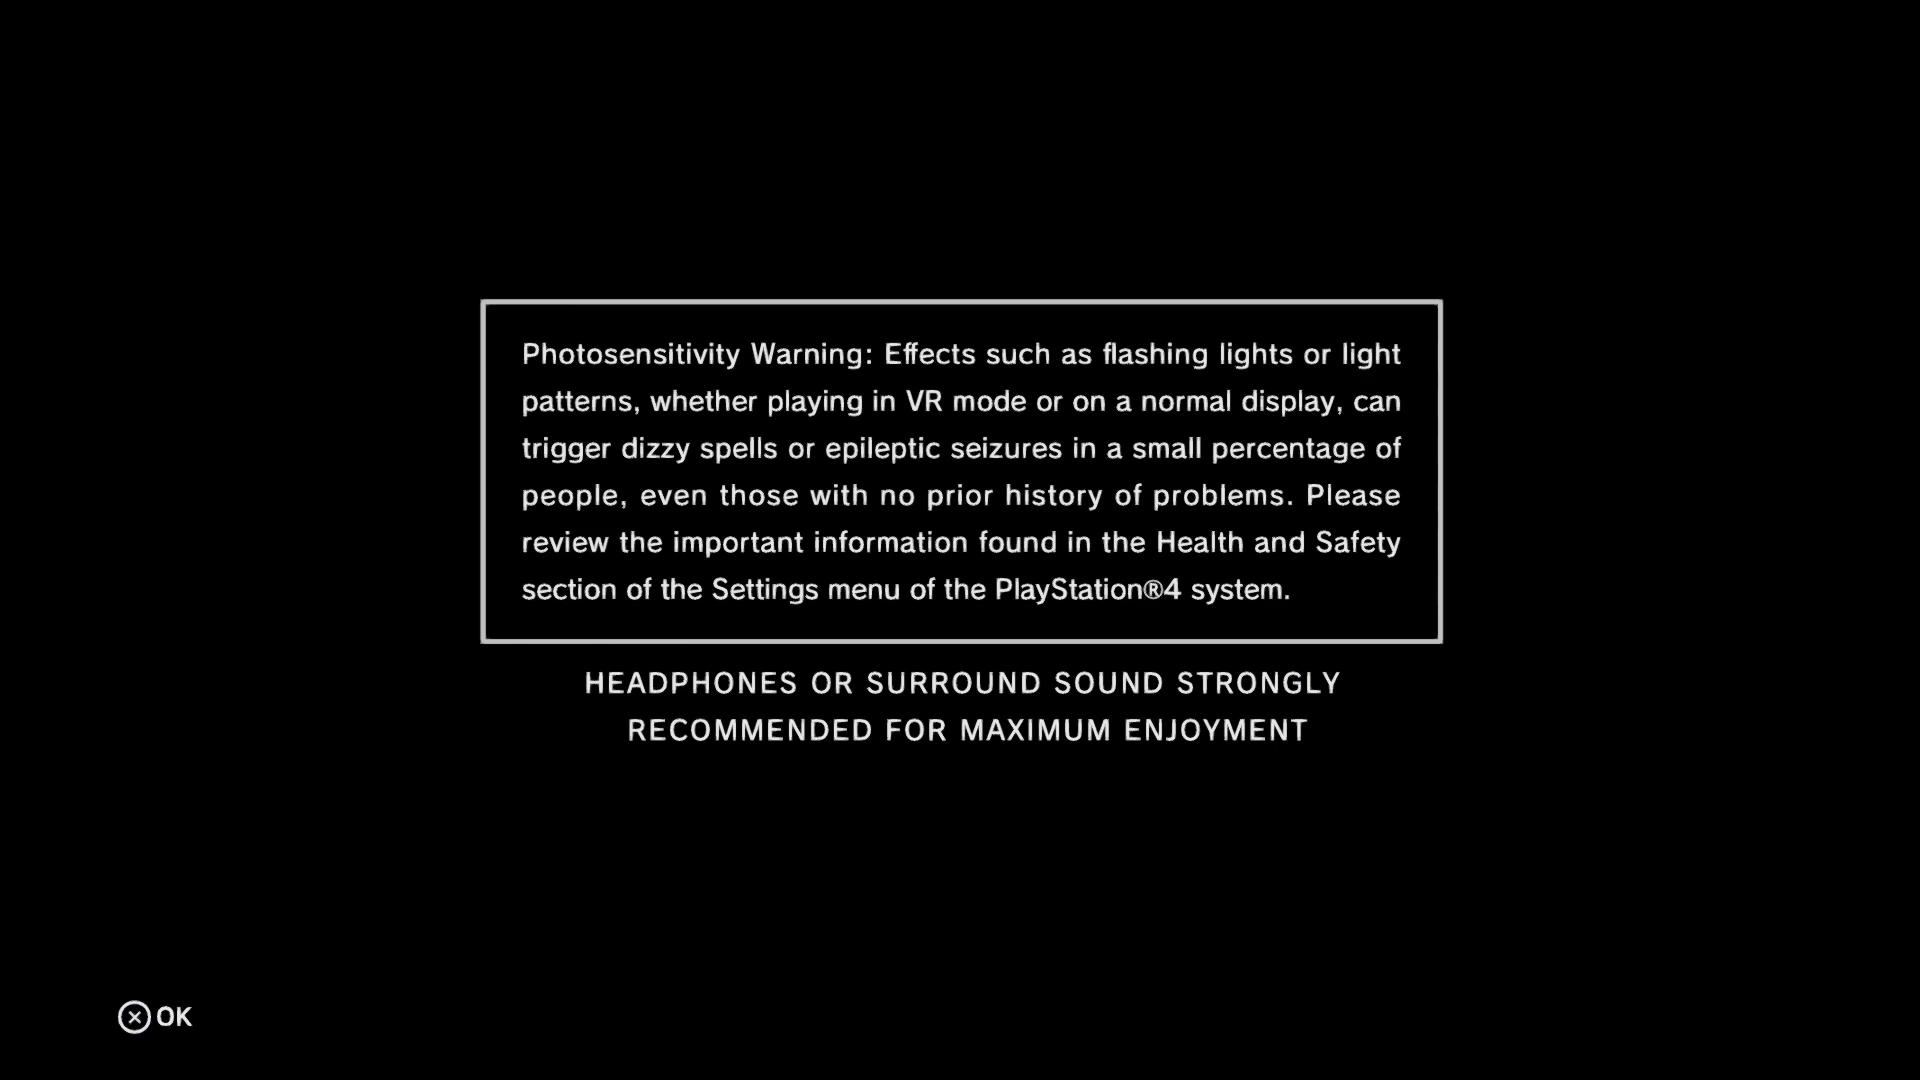 Photosensitivity Warning: Effects such as flashing lights or light
patterns, whether playing in VR mode or on a normal display, can
trigger dizzy spells or epileptic seizures in a small percentage of
people, even those with no prior history of problems. Please
review the important information found in the Health and Safety
section of the Settings menu of the PlayStation®4 system.
HEADPHONES OR SURROUND SOUND STRONGLY
RECOMMENDED FOR MAXIMUM ENJOYMENT
OK